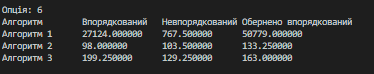 Опція: 6
Алгоритм Впорядкований Невпорядкований Обернено впорядкований
Алгоритм 1 27124.000000 767.500000 50779.000000
Алгоритм 2 98.000000 103.500000 133.250000
Алгоритм 3 199.250000 129.250000 163.000000